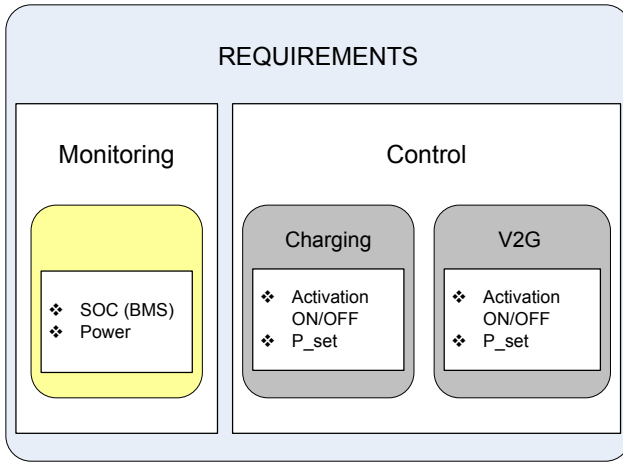 REQUIREMENTS
Monitoring
❖ SOC (BMS)
❖ Power
Control
Charging
❖ Activation
ON/OFF
❖ P_set
V2G
❖ Activation
ON/OFF
❖ P_set